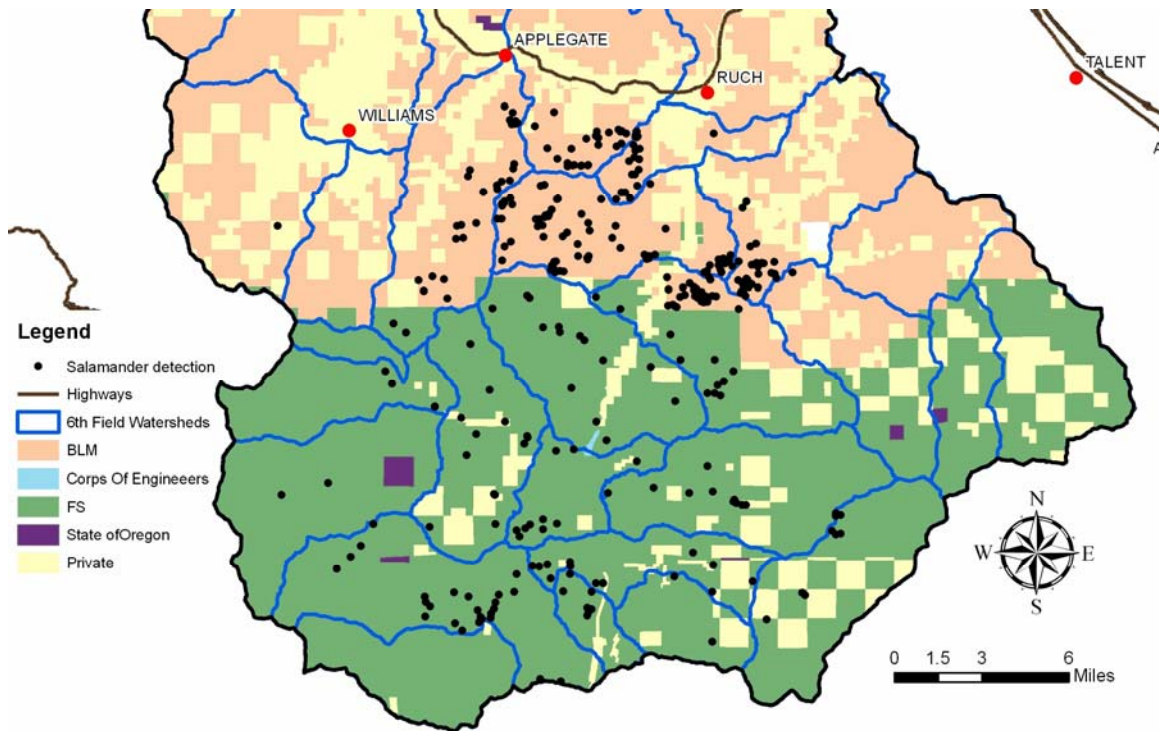 APPLEGATE
TALENT
RUCH
WILLIAMS
A
Legend
Salamander detection
Highways
6th Field Watersheds
BLM
Corps Of Engineeers
FS
State ofOregon
Private
N
W E
S
0 1.5 3 6
Miles